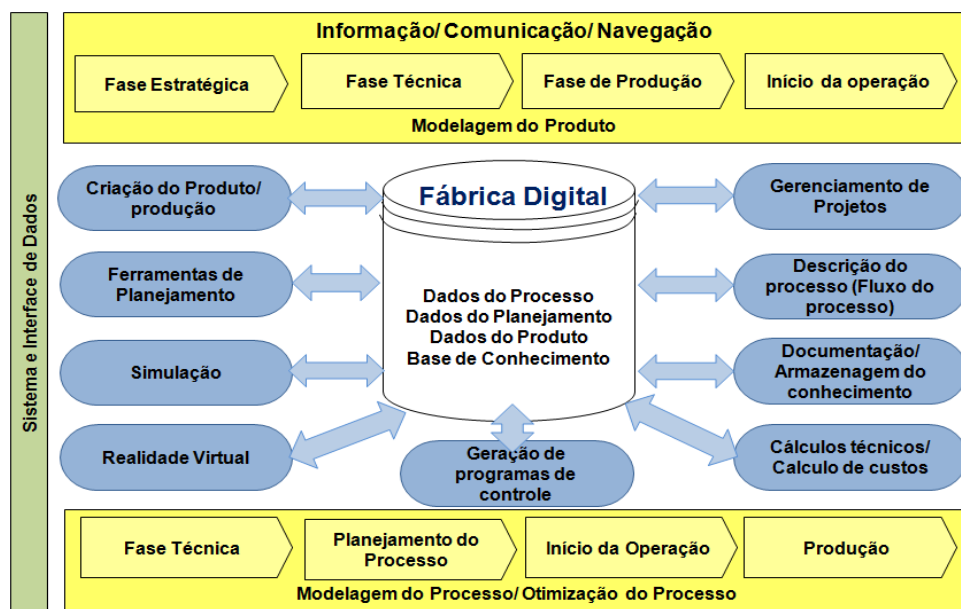 Sistema e Interface de Dados
Informação/ Comunicação/ Navegação
Fase Estratégica
Fase Técnica
Fase de Produção
Início da operação
Modelagem do Produto
Criação do Produto/
produção
Ferramentas de
Planejamento
Simulação
Realidade Virtual
Fábrica Digital
Dados do Processo
Dados do Planejamento
Dados do Produto
Base de Conhecimento
Geração de
programas de
controle
Gerenciamento de
Projetos
Descrição do
processo (Fluxo do
processo)
Documentação/
Armazenagem do
conhecimento
Cálculos técnicos/
Calculo de custos
Fase Técnica
Planejamento do
Processo
Início da Operação
Produção
Modelagem do Processo/ Otimização do Processo